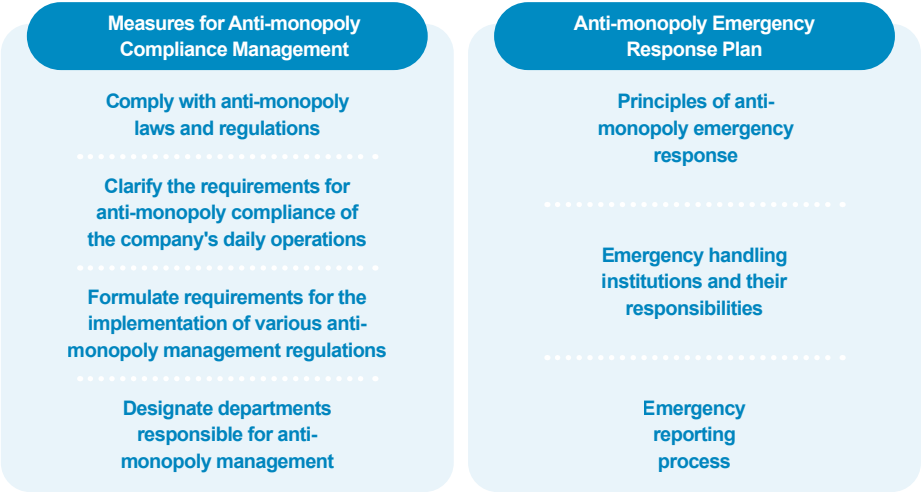 Measures for Anti-monopoly
Compliance Management
Comply with anti-monopoly
laws and regulations
Clarify the requirements for
anti-monopoly compliance of
the company's daily operations
Formulate requirements for the
implementation of various anti-
monopoly management regulations
Designate departments
responsible for anti-
monopoly management
Anti-monopoly Emergency
Response Plan
Principles of anti-
monopoly emergency
response
Emergency handling
institutions and their
responsibilities
Emergency
reporting
process